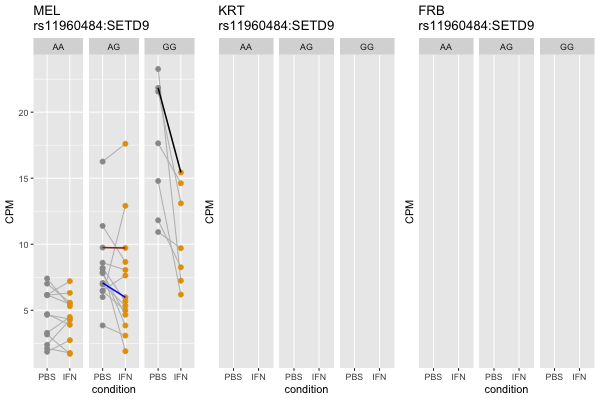 MEL
rs11960484:SETD9
AA AG GG
CPM
20
15
10
5
PBS IFN PBS IFN PBS IFN
condition
KRT
rs11960484:SETD9
AA AG GG
CPM
PBS IFN PBS IFN PBS IFN
condition
FRB
rs11960484:SETD9
AA AG GG
CPM
PBS IFN PBS IFN PBS IFN
condition